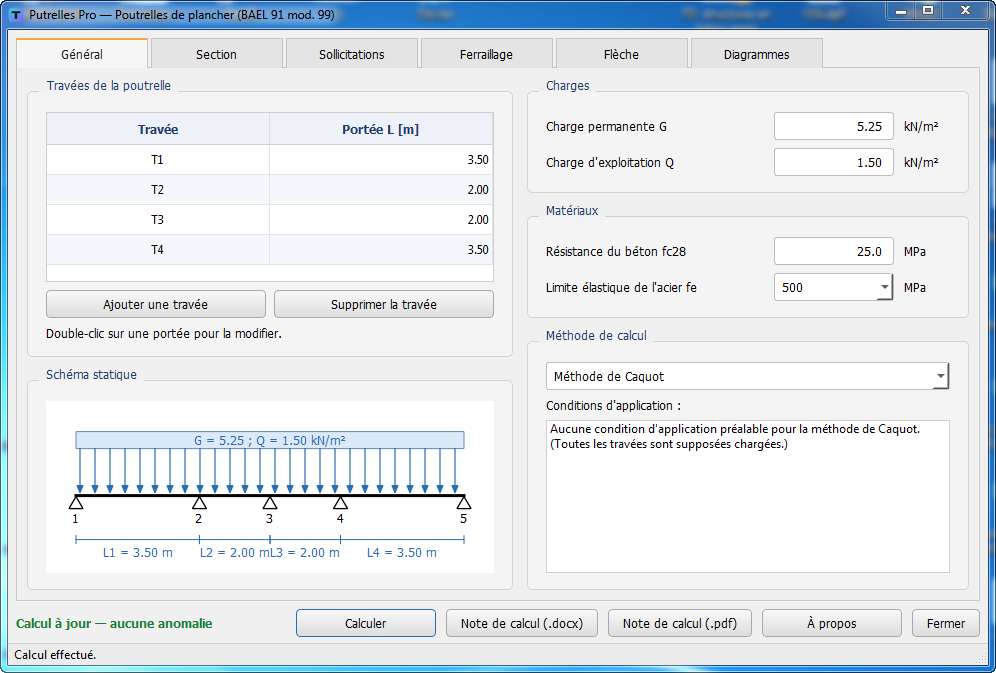 Putrelles Pro — Poutrelles de plancher (BAEL 91 mod. 99)
Général
Section
Sollicitations
Ferraillage
Flèche
Diagrammes
Travées de la poutrelle
Travée Portée L [m]
T1 3.50
T2 2.00
T3 2.00
T4 3.50
Ajouter une travée
Supprimer la travée
Double-clic sur une portée pour la modifier.
Schéma statique
G = 5.25 ; Q = 1.50 kN/m²
1 2 3 4 5
L1 = 3.50 m L2 = 2.00 m L3 = 2.00 m L4 = 3.50 m
Charges
Charge permanente G 5.25 kN/m²
Charge d'exploitation Q 1.50 kN/m²
Matériaux
Résistance du béton fc28 25.0 MPa
Limite élastique de l'acier fe 500 MPa
Méthode de calcul
Méthode de Caquot
Conditions d'application :
Aucune condition d'application préalable pour la méthode de Caquot.
(Toutes les travées sont supposées chargées.)
Calcul à jour — aucune anomalie
Calculer
Note de calcul (.docx)
Note de calcul (.pdf)
À propos
Fermer
Calcul effectué.